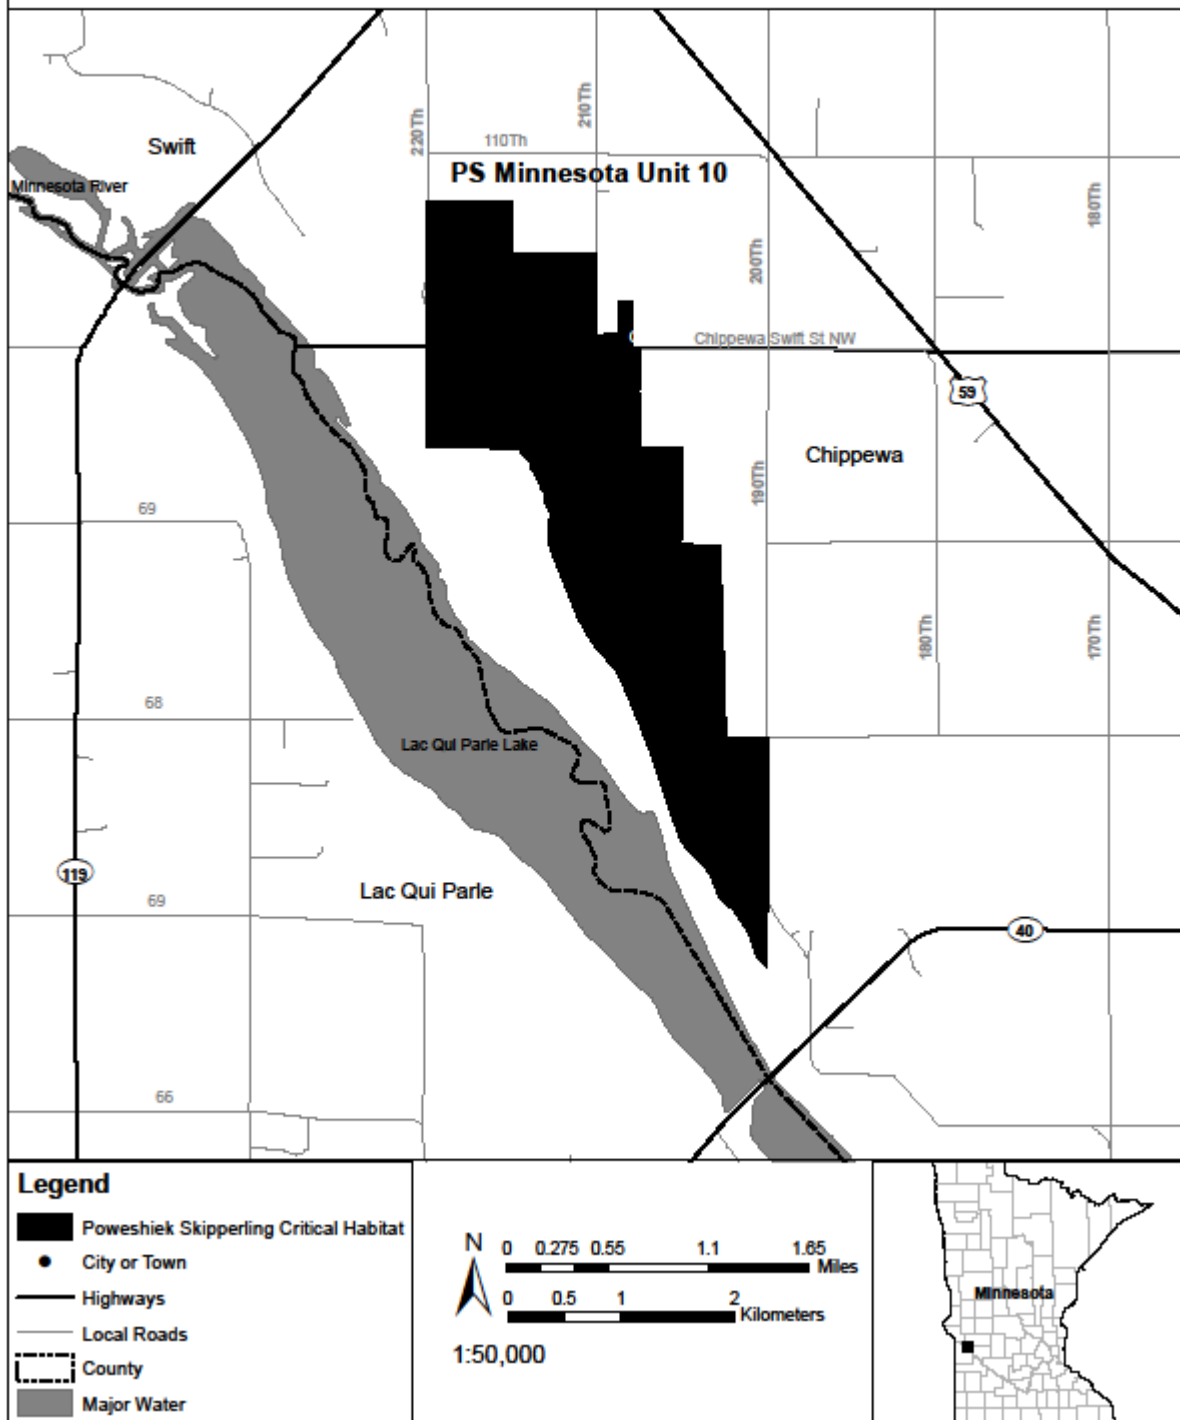 220Th
210Th
110Th
Swift
PS Minnesota Unit 10
Minnesota River
180Th
200Th
Chippewa Swift St NW
59
Chippewa
190Th
69
180Th
170Th
68
Lac Qui Parle Lake
119
Lac Qui Parle
69
40
66
Legend
Poweshiek Skipperling Critical Habitat
City or Town
Highways
Local Roads
County
Major Water
N
0 0.275 0.55 1.1 1.65
Miles
0 0.5 1 2
Kilometers
1:50,000
Minnesota